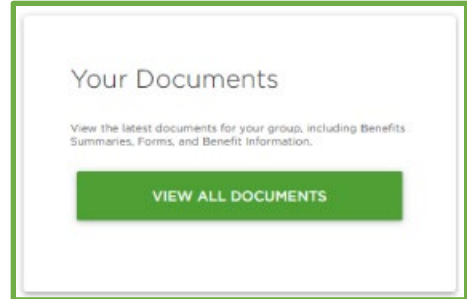 Your Documents
View the latest documents for your group, including Benefits
Summaries, Forms, and Benefit Information.
VIEW ALL DOCUMENTS